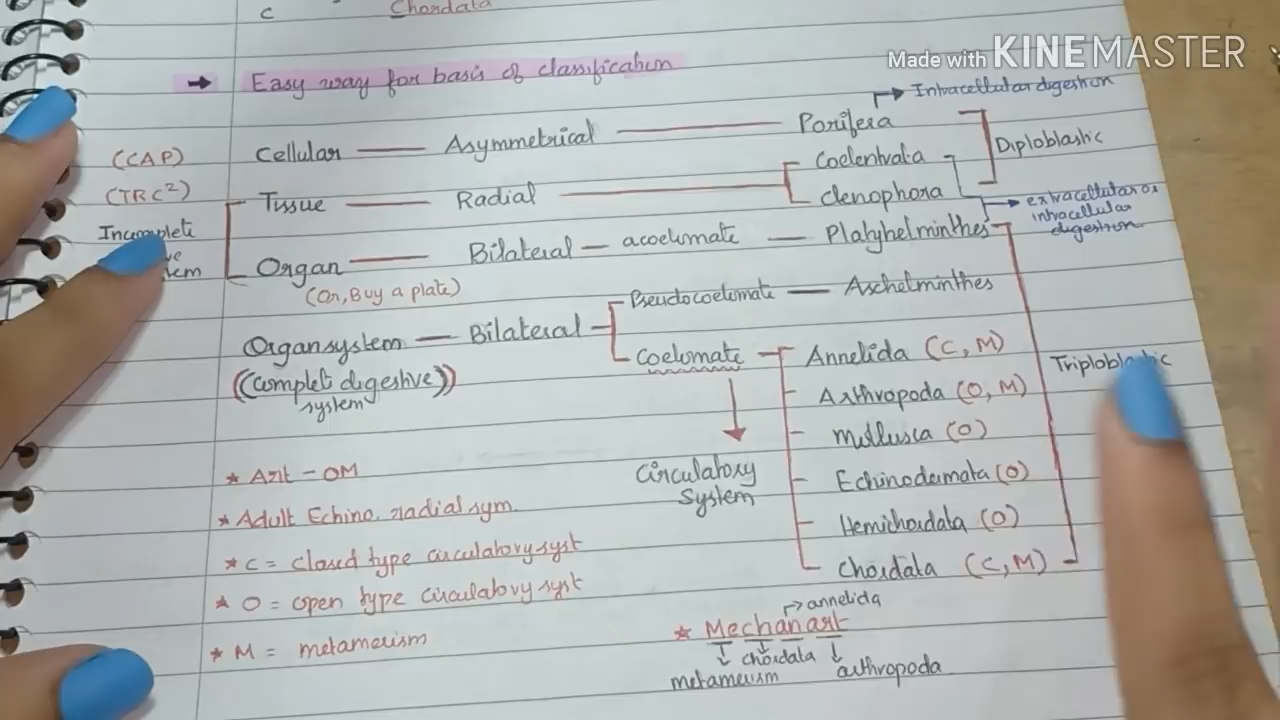 c Chordata
Made with KINEMASTER
→ Easy way for basis of classification
Intracellular digestion
(CAP) Cellular — Asymmetrical — Porifera
Diploblastic
(TRC²) Tissue — Radial — Coelentrata
Ctenophora
extracellular or
intracellular
digestion
Incomplete
tem
Organ — Bilateral — acoelomate — Platyhelminthes
(Or, Buy a plate)
Organsystem — Bilateral — Pseudocoelomate — Aschelminthes
((complet digestive))
system
Coelomate — Annelida (C, M)
Arthropoda (O, M)
Mollusca (O)
Echinodermata (O)
Hemichordata (O)
Chordata (C, M)
Circulatory
System
* Art – OM
* Adult Echino. radial sym.
* C = closed type circulatory syst
* O = open type circulatory syst
* M = metamerism
* Mechanart
annelida
chordata
metamerism
arthropoda